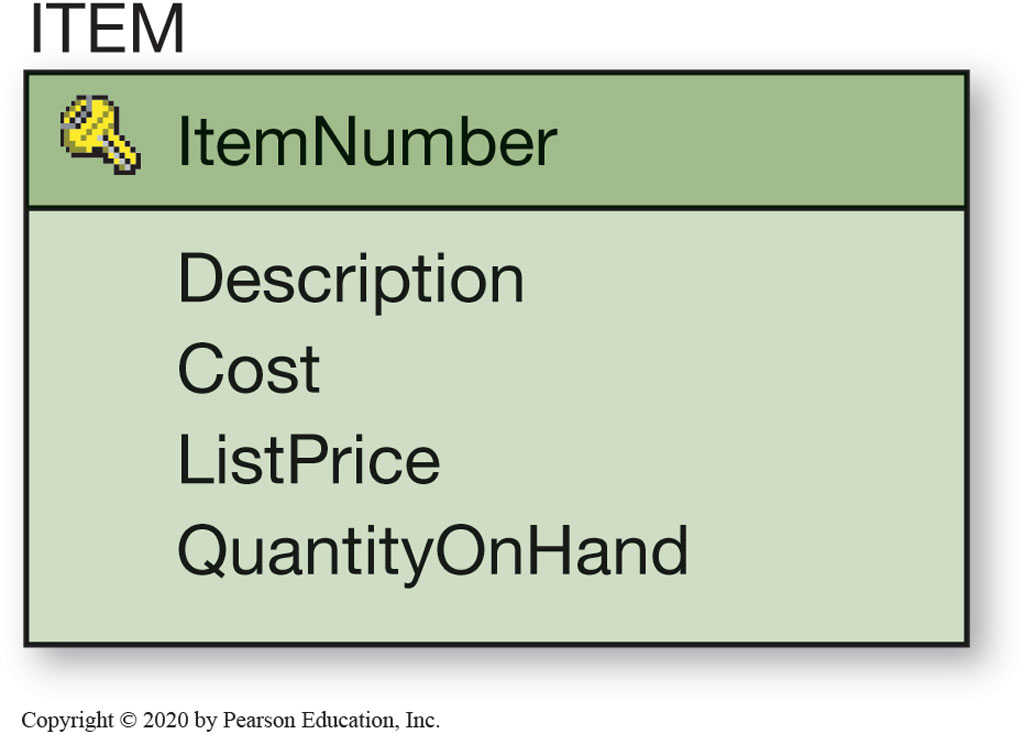 ITEM
ItemNumber
Description
Cost
ListPrice
QuantityOnHand
Copyright © 2020 by Pearson Education, Inc.